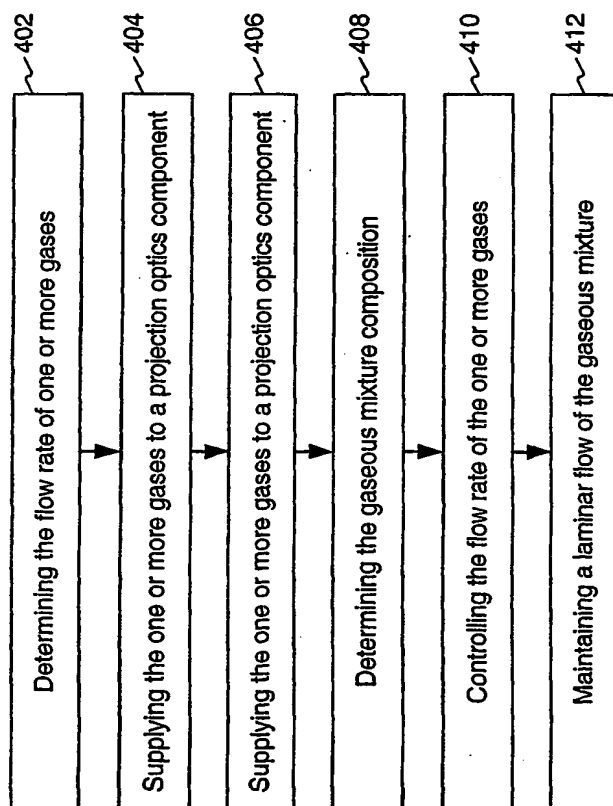 402
Determining the flow rate of one or more gases
404
Supplying the one or more gases to a projection optics component
406
Supplying the one or more gases to a projection optics component
408
Determining the gaseous mixture composition
410
Controlling the flow rate of the one or more gases
412
Maintaining a laminar flow of the gaseous mixture